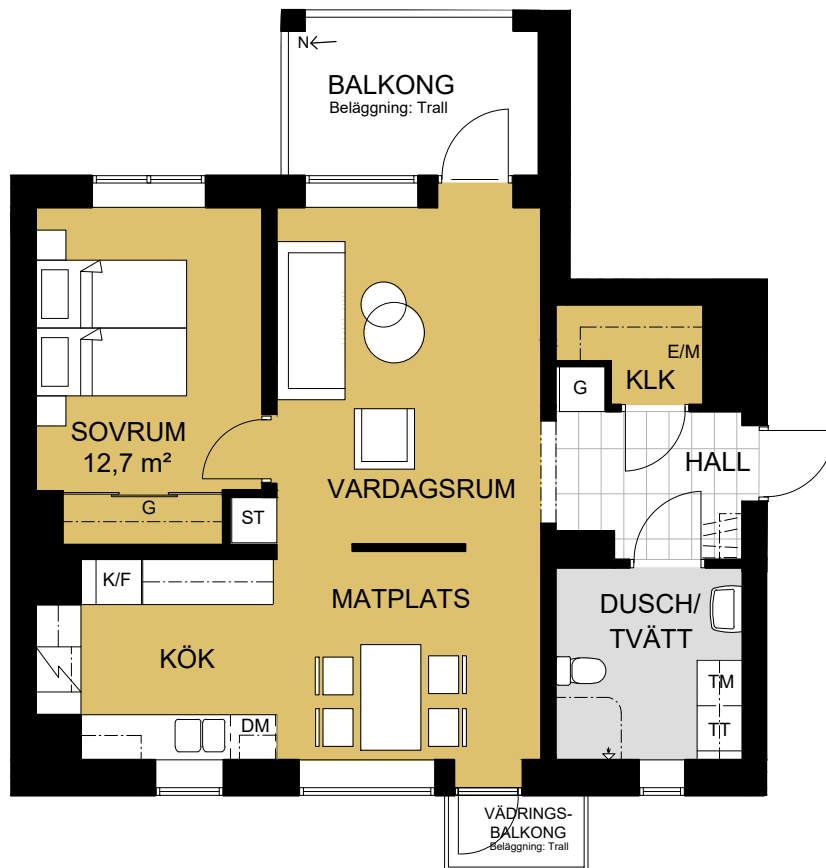 N
BALKONG
Beläggning: Trall
E/M
KLK
G
SOVRUM
12,7 m²
HALL
VARDAGSRUM
G
ST
K/F
MATPLATS
DUSCH/
TVÄTT
KÖK
TM
DM
TT
VÄDRINGS-
BALKONG
Beläggning: Trall